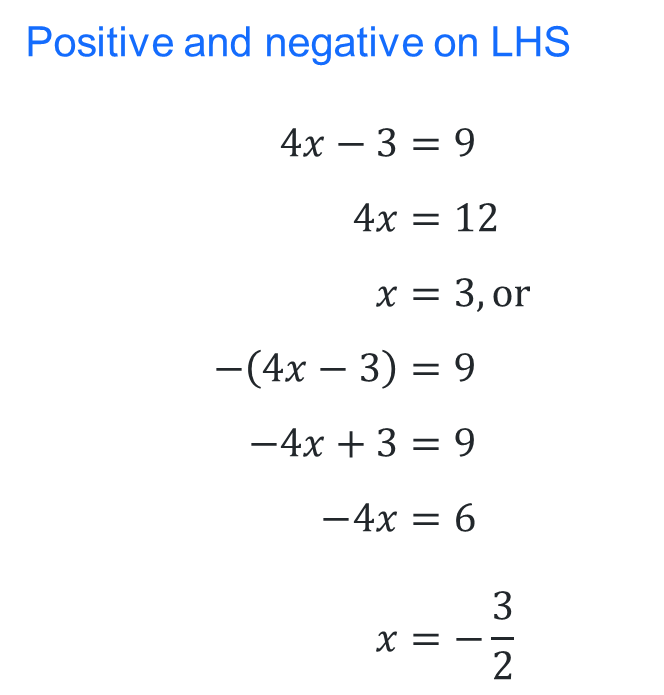 Positive and negative on LHS
4x − 3 = 9
4x = 12
x = 3, or
−(4x − 3) = 9
−4x + 3 = 9
−4x = 6
x = −3/2